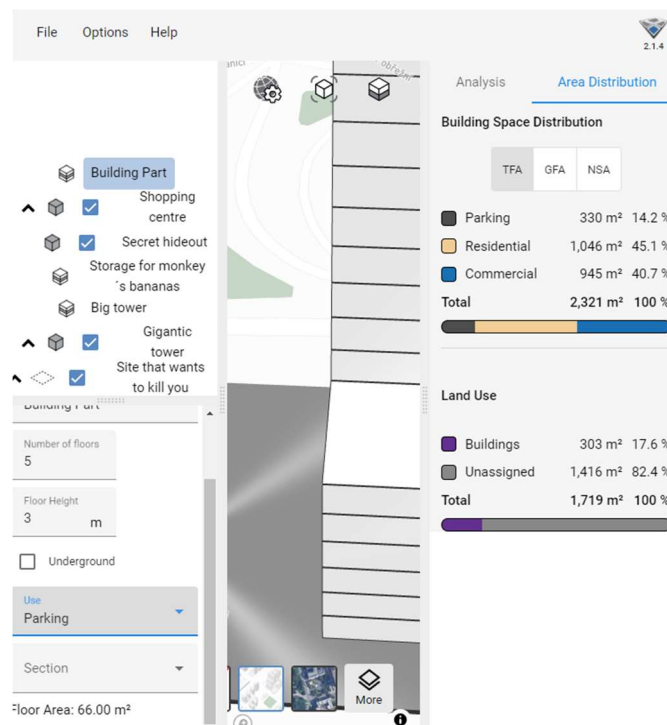 File Options Help
2.1.4
Building Part
Shopping
centre
Secret hideout
Storage for monkey
´s bananas
Big tower
Gigantic
tower
Site that wants
to kill you
Building Part
Number of floors
5
Floor Height
3 m
Underground
Use
Parking
Section
Floor Area: 66.00 m²
More
Analysis Area Distribution
Building Space Distribution
TFA GFA NSA
Parking 330 m² 14.2 %
Residential 1,046 m² 45.1 %
Commercial 945 m² 40.7 %
Total 2,321 m² 100 %
Land Use
Buildings 303 m² 17.6 %
Unassigned 1,416 m² 82.4 %
Total 1,719 m² 100 %